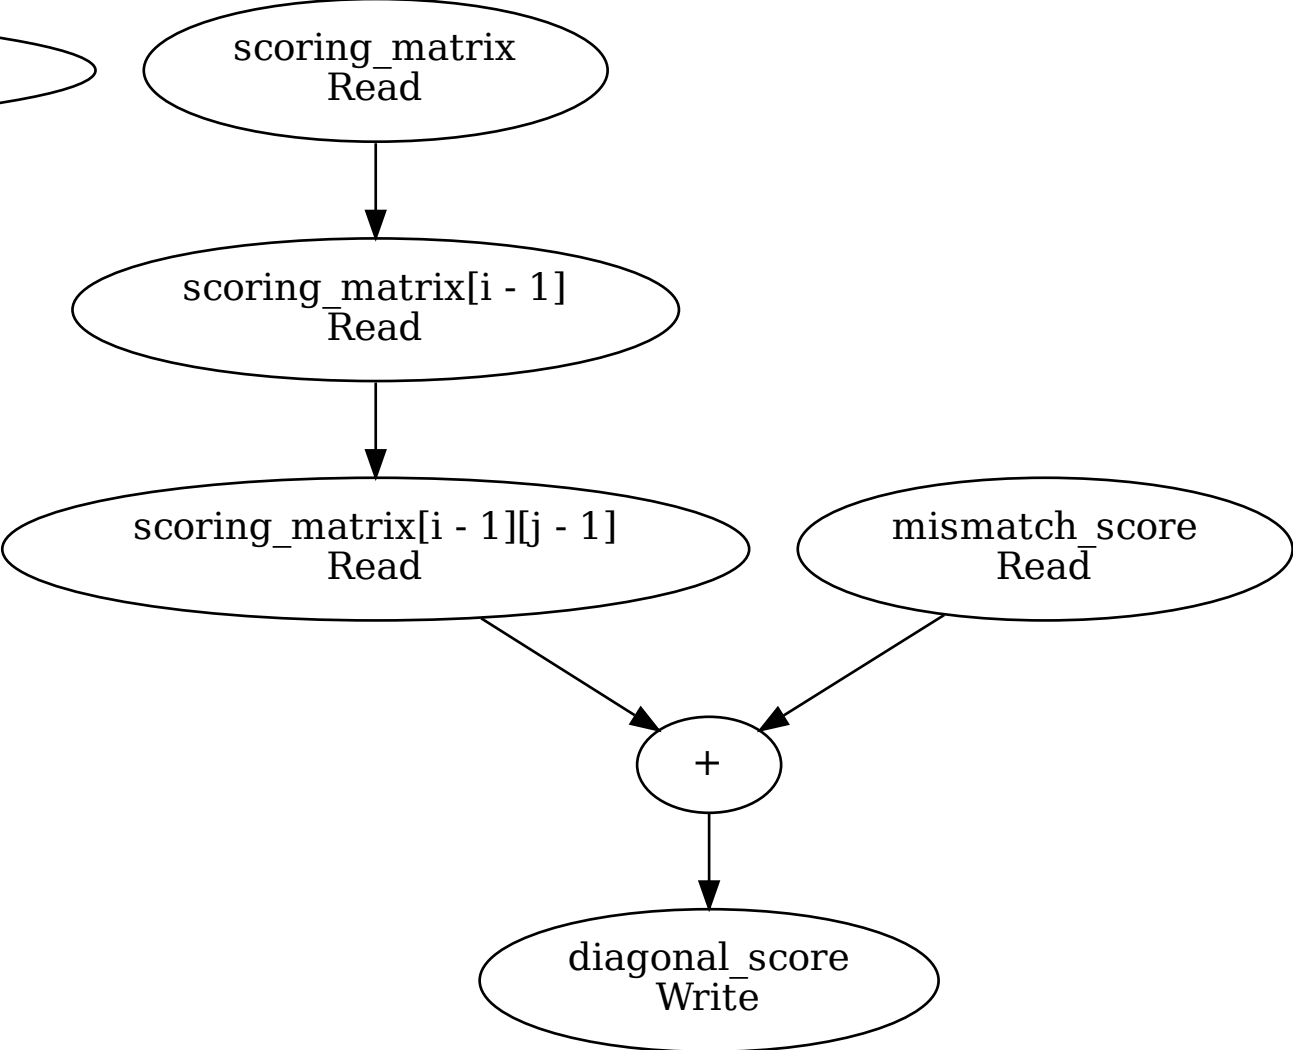 scoring_matrix
Read
scoring_matrix[i - 1]
Read
scoring_matrix[i - 1][j - 1]
Read
mismatch_score
Read
+
diagonal_score
Write